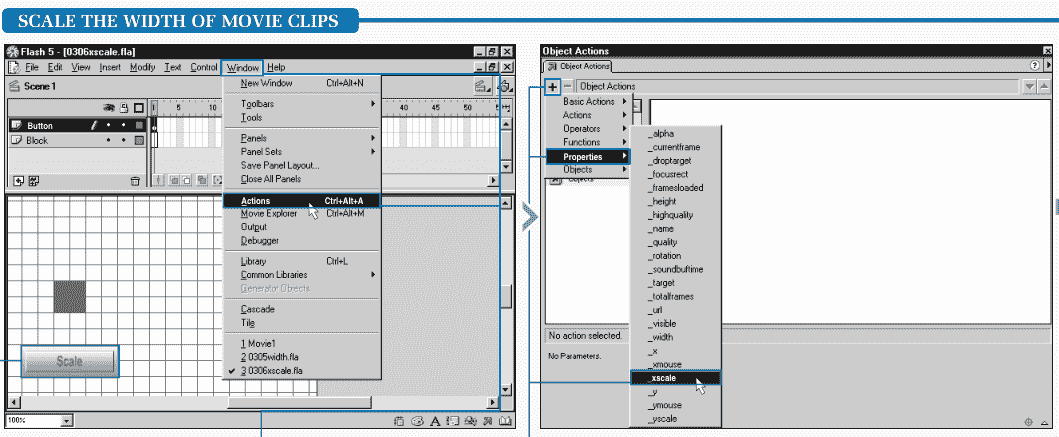 SCALE THE WIDTH OF MOVIE CLIPS
Flash 5 - [0306xscale.fla]
File Edit View Insert Modify Text Control Window Help
Scene 1
1 5 10 40 45 50 5
Button
Block
New Window Ctrl+Alt+N
Toolbars
Tools
Panels
Panel Sets
Save Panel Layout...
Close All Panels
Actions Ctrl+Alt+A
Movie Explorer Ctrl+Alt+M
Output
Debugger
Library Ctrl+L
Common Libraries
Generator Objects
Cascade
Tile
1 Movie1
2 0305width.fla
3 0306xscale.fla
Scale
100%
Object Actions
Object Actions
+ − Object Actions
Basic Actions
Actions
Operators
Functions
Properties
Objects
Objects
_alpha
_currentframe
_droptarget
_focusrect
_framesloaded
_height
_highquality
_name
_quality
_rotation
_soundbuftime
_target
_totalframes
_url
_visible
_width
_x
_xmouse
_xscale
_y
_ymouse
_yscale
No action selected.
No Parameters.